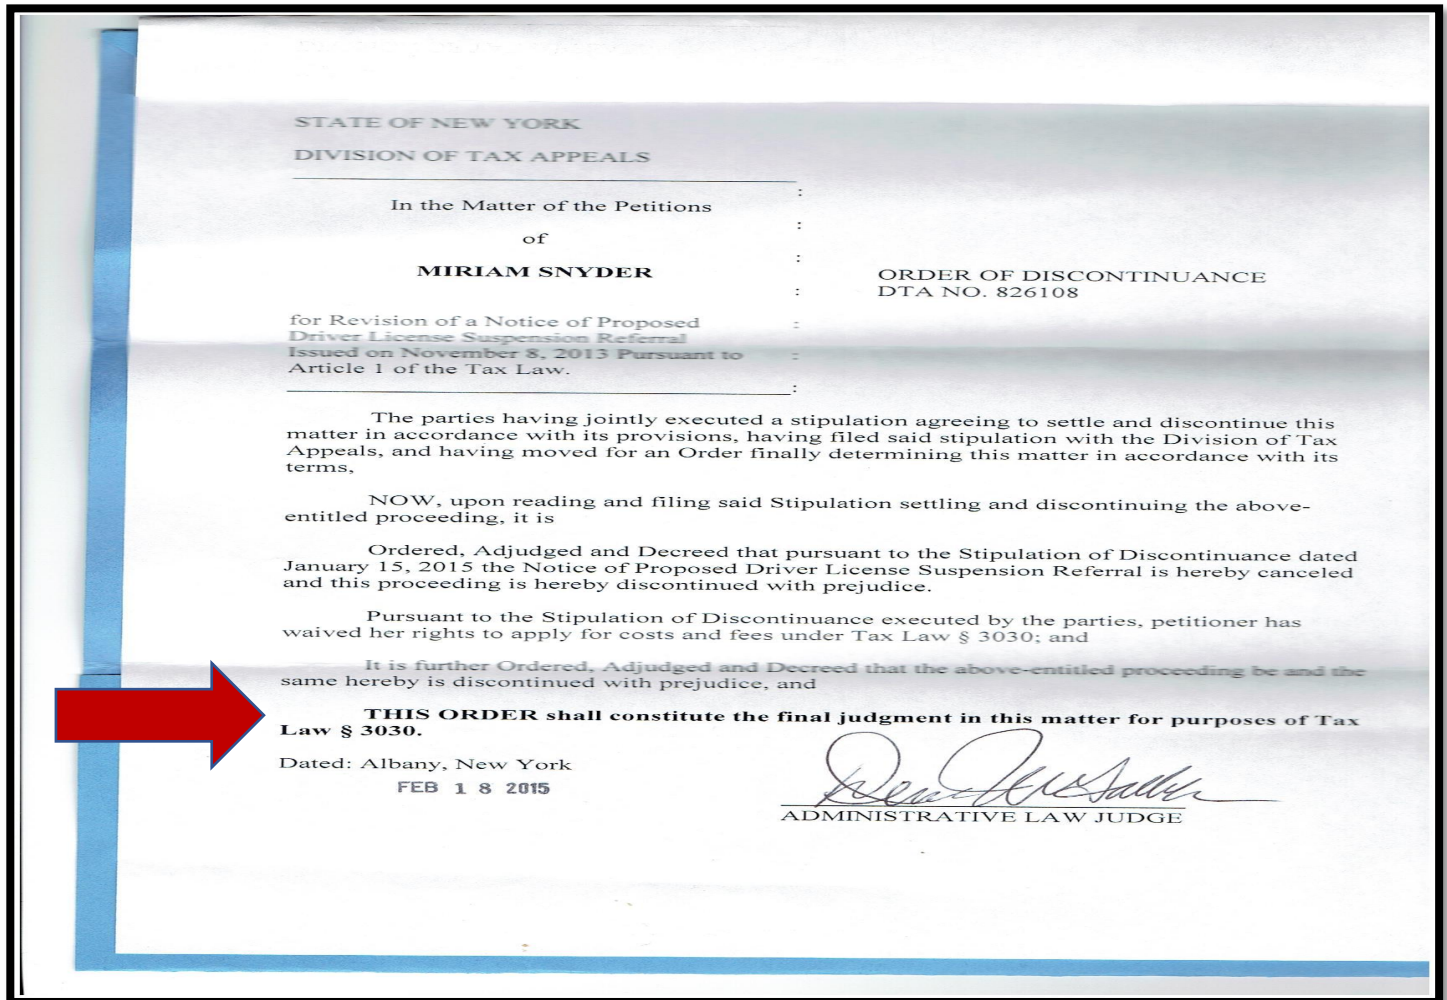 STATE OF NEW YORK
DIVISION OF TAX APPEALS
In the Matter of the Petitions :
of :
MIRIAM SNYDER :
ORDER OF DISCONTINUANCE
: DTA NO. 826108
for Revision of a Notice of Proposed :
Driver License Suspension Referral
Issued on November 8, 2013 Pursuant to :
Article 1 of the Tax Law.
:
The parties having jointly executed a stipulation agreeing to settle and discontinue this
matter in accordance with its provisions, having filed said stipulation with the Division of Tax
Appeals, and having moved for an Order finally determining this matter in accordance with its
terms,
NOW, upon reading and filing said Stipulation settling and discontinuing the above-
entitled proceeding, it is
Ordered, Adjudged and Decreed that pursuant to the Stipulation of Discontinuance dated
January 15, 2015 the Notice of Proposed Driver License Suspension Referral is hereby canceled
and this proceeding is hereby discontinued with prejudice.
Pursuant to the Stipulation of Discontinuance executed by the parties, petitioner has
waived her rights to apply for costs and fees under Tax Law § 3030; and
It is further Ordered, Adjudged and Decreed that the above-entitled proceeding be and the
same hereby is discontinued with prejudice, and
THIS ORDER shall constitute the final judgment in this matter for purposes of Tax
Law § 3030.
Dated: Albany, New York
FEB 18 2015
ADMINISTRATIVE LAW JUDGE